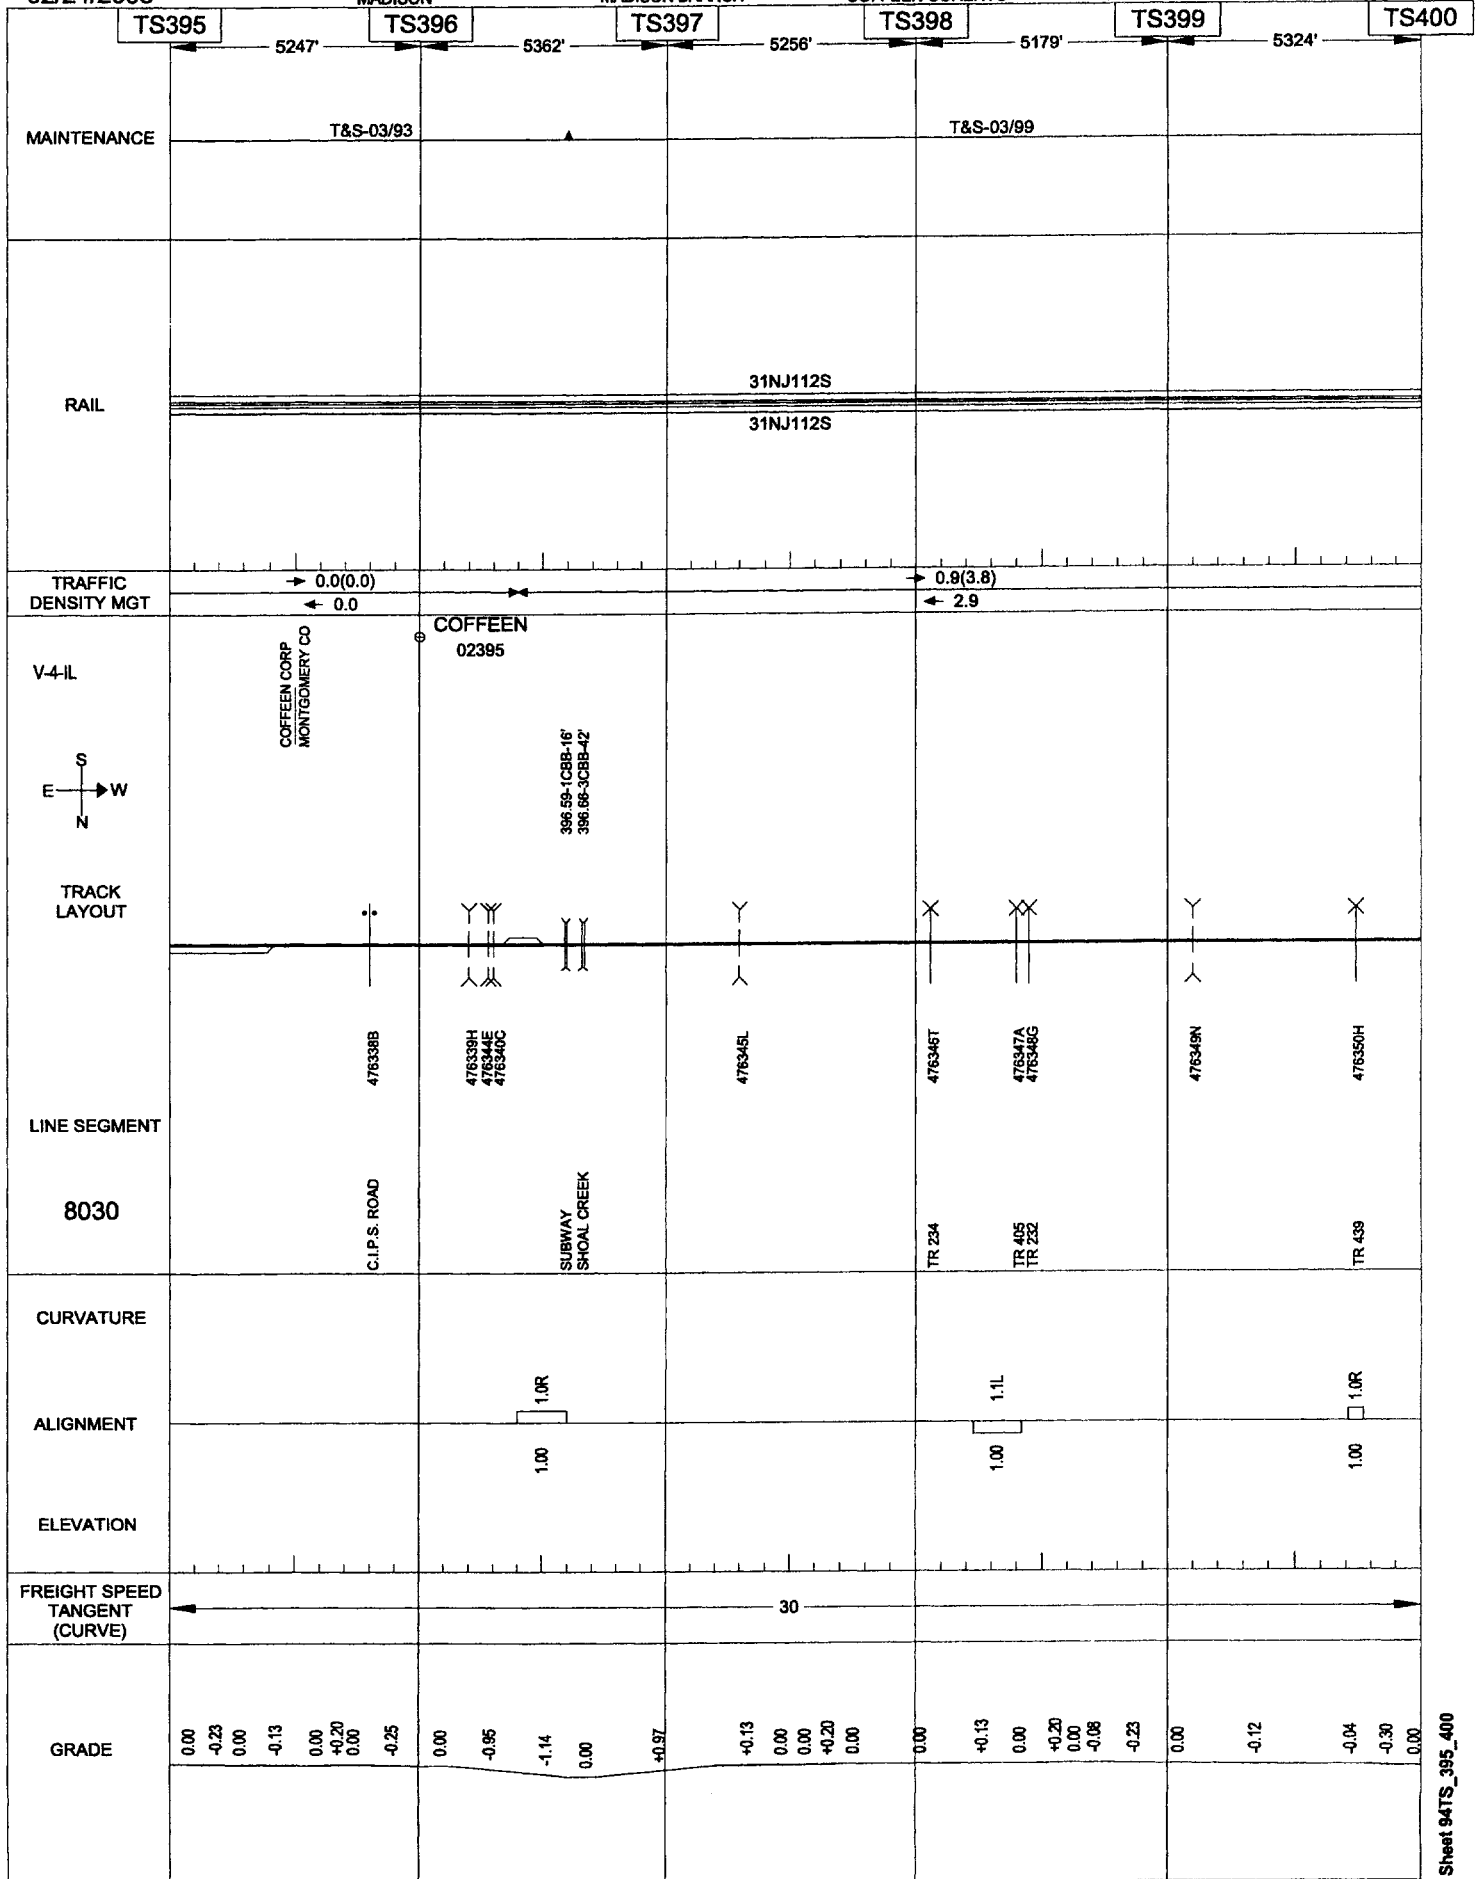 MADISON
TS395 TS396 TS397 TS398 TS399 TS400
5247' 5362' 5256' 5179' 5324'
MAINTENANCE
T&S-03/93 T&S-03/99
RAIL
31NJ112S
31NJ112S
TRAFFIC
DENSITY MGT
0.0(0.0) 0.9(3.8)
0.0 2.9
V-4-IL
COFFEEN CORP
MONTGOMERY CO
COFFEEN
02395
S
E W
N
396.59-1CBB-16'
396.66-3CBB-42'
TRACK
LAYOUT
476338B
476339H
476344E
476340C
476345L
476346T
476347A
476348G
476349N
476350H
LINE SEGMENT
8030
C.I.P.S. ROAD
SUBWAY
SHOAL CREEK
TR 234
TR 405
TR 232
TR 439
CURVATURE
1.0R 1.1L 1.0R
ALIGNMENT
1.00 1.00 1.00
ELEVATION
FREIGHT SPEED
TANGENT
(CURVE)
30
GRADE
0.00 -0.23 0.00 -0.13 0.00 +0.20 0.00 -0.25 0.00 -0.95 -1.14 0.00 +0.97 +0.13 0.00 0.00 +0.20 0.00 0.00 +0.13 0.00 +0.20 0.00 -0.08 -0.23 0.00 -0.12 -0.04 -0.30 0.00
Sheet 94TS_395_400